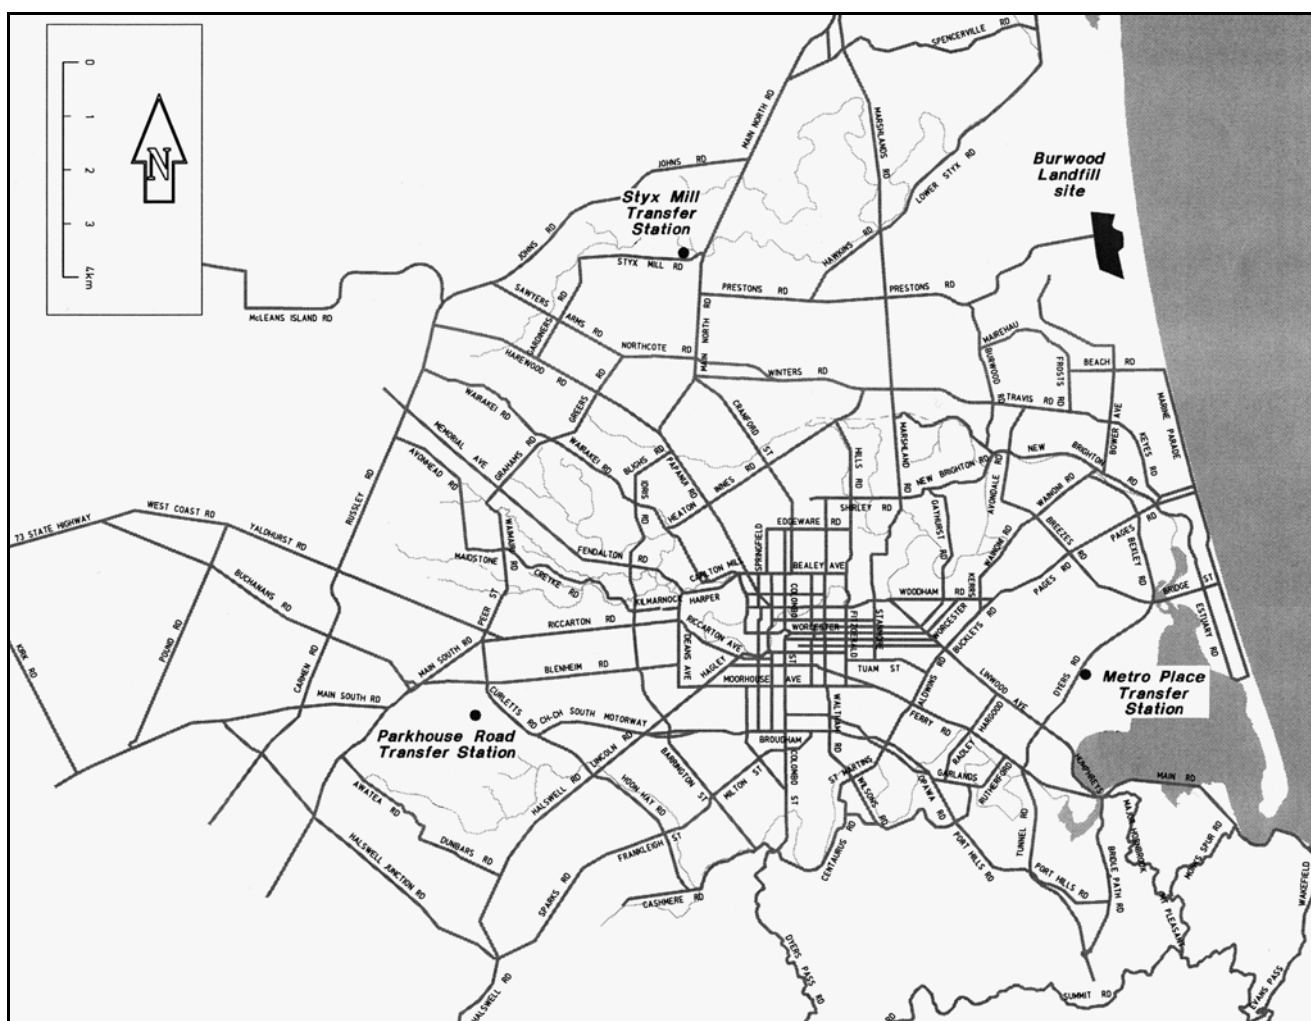 0
1
2
3
4km
N
SPENCERVILLE RD
MAIN NORTH RD
MARSHLANDS RD
LOWER STYX RD
Burwood
Landfill
site
JOHNS RD
Styx Mill
Transfer
Station
JOHNS RD
STYX MILL RD
HAWKINS RD
McLEANS ISLAND RD
SAWYERS ARMS RD
GARDINERS RD
PRESTONS RD
PRESTONS RD
MAIN NORTH RD
NORTHCOTE RD
HAREWOOD RD
WINTERS RD
MAIREHAU
BURWOOD RD
FROSTS RD
BEACH RD
TRAVIS RD
BOWER AVE
MARINE PARADE
KEYES RD
WAIRAKEI RD
GREERS RD
MEMORIAL AVE
AVONHEAD RD
GRAHAMS RD
WAIRAKEI RD
BLIGHS RD
PAPANUI RD
CRANFORD ST
INNES RD
HILLS RD
MARSHLAND RD
NEW BRIGHTON RD
NEW BRIGHTON RD
AVONDALE RD
WAINONI RD
WAINONI RD
BREEZES RD
PAGES RD
PAGES RD
BEXLEY RD
BRIDGE ST
ESTUARY RD
IDRIS RD
HEATON
SHIRLEY RD
GAYHURST RD
EDGEWARE RD
SPRINGFIELD
BEALEY AVE
RUSSLEY RD
73 STATE HIGHWAY
WEST COAST RD
YALDHURST RD
BUCHANANS RD
MAIDSTONE
WAIMAIRI RD
CREYKE RD
FENDALTON RD
CARLTON MILL
KILMARNOCK
HARPER
PEER ST
RICCARTON RD
RICCARTON AVE
DEANS AVE
HAGLEY
COLOMBO ST
WORCESTER
FITZGERALD
STANMORE
WOODHAM RD
KERRS
WORCESTER
BUCKLEYS RD
KIRK RD
POUND RD
CARMEN RD
MAIN SOUTH RD
MAIN SOUTH RD
BLENHEIM RD
MOORHOUSE AVE
TUAM ST
ALDWINS RD
LINWOOD AVE
DYERS RD
Metro Place
Transfer
Station
CURLETTS RD
CH-CH SOUTH MOTORWAY
Parkhouse Road
Transfer Station
LINCOLN RD
BROUGHAM
WALTHAM RD
FERRY RD
HARGOOD
RADLEY
GARLANDS
RUTHERFORD
HUMPHREYS
MAIN RD
HALSWELL RD
HOON HAY RD
BARRINGTON ST
MILTON ST
COLOMBO ST
ST MARTINS
WILSONS RD
OPAWA RD
PORT HILLS RD
TUNNEL RD
PORT HILLS RD
BRIDLE PATH RD
MAJOR HORNBROOK
MT PLEASANT
MONKS SPUR RD
WAKEFIELD
AWATEA RD
DUNBARS RD
HALSWELL JUNCTION RD
SPARKS RD
FRANKLEIGH ST
CASHMERE RD
CENTAURUS RD
DYERS PASS RD
HALSWELL RD
RD
SUMMIT RD
EVANS PASS